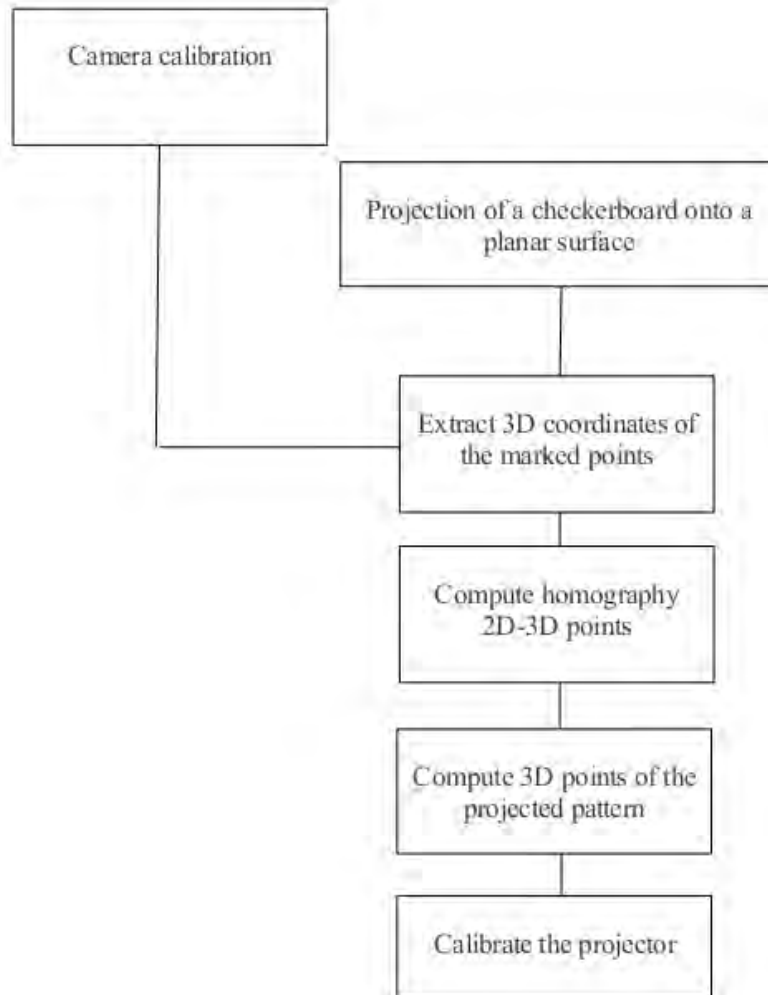 Camera calibration
Projection of a checkerboard onto a
planar surface
Extract 3D coordinates of
the marked points
Compute homography
2D-3D points
Compute 3D points of the
projected pattern
Calibrate the projector